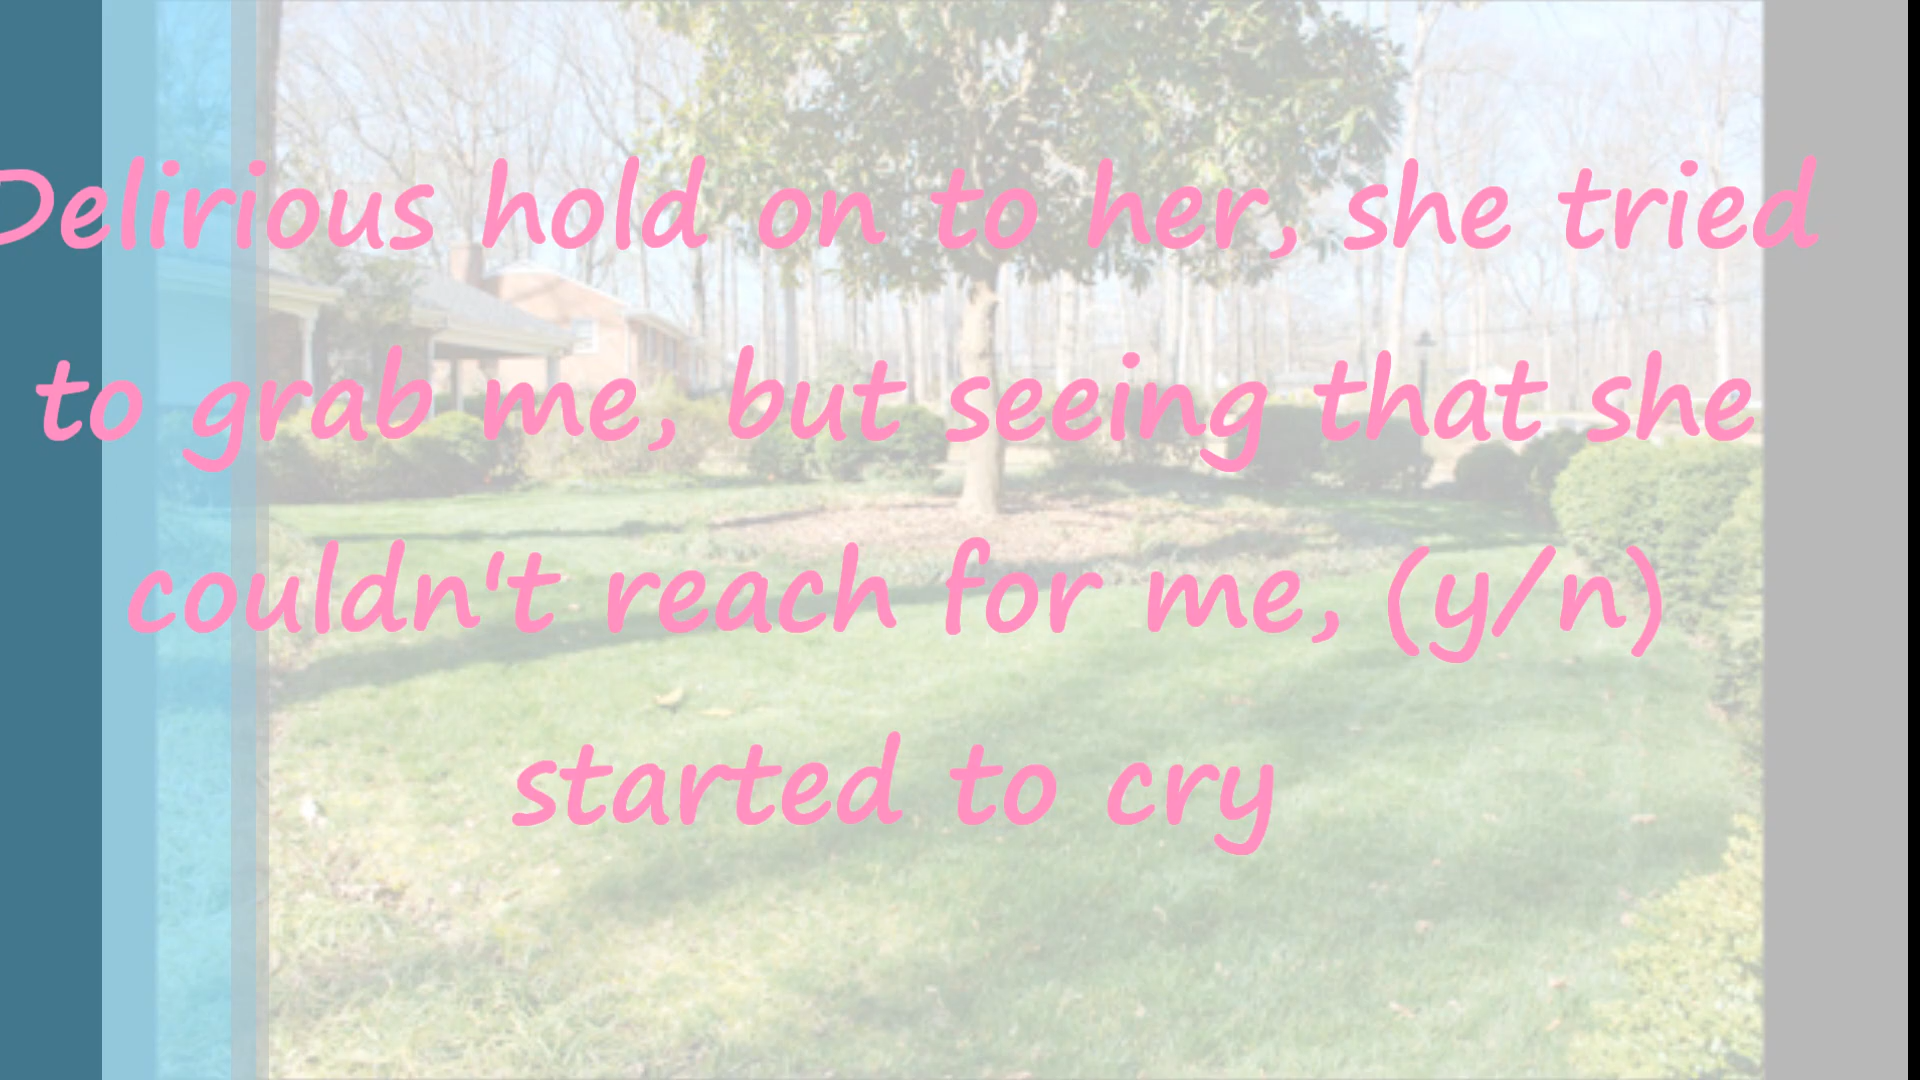 Delirious hold on to her, she tried
to grab me, but seeing that she
couldn't reach for me, (y/n)
started to cry